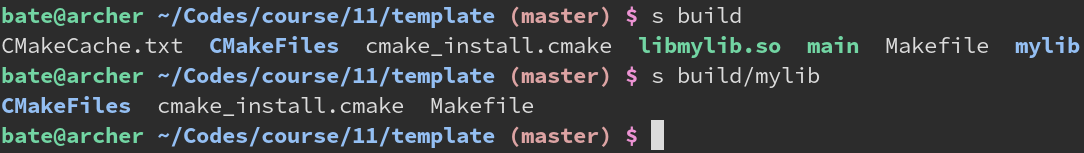 bate@archer ~/Codes/course/11/template (master) $ s build
CMakeCache.txt  CMakeFiles  cmake_install.cmake  libmylib.so  main  Makefile  mylib
bate@archer ~/Codes/course/11/template (master) $ s build/mylib
CMakeFiles  cmake_install.cmake  Makefile
bate@archer ~/Codes/course/11/template (master) $